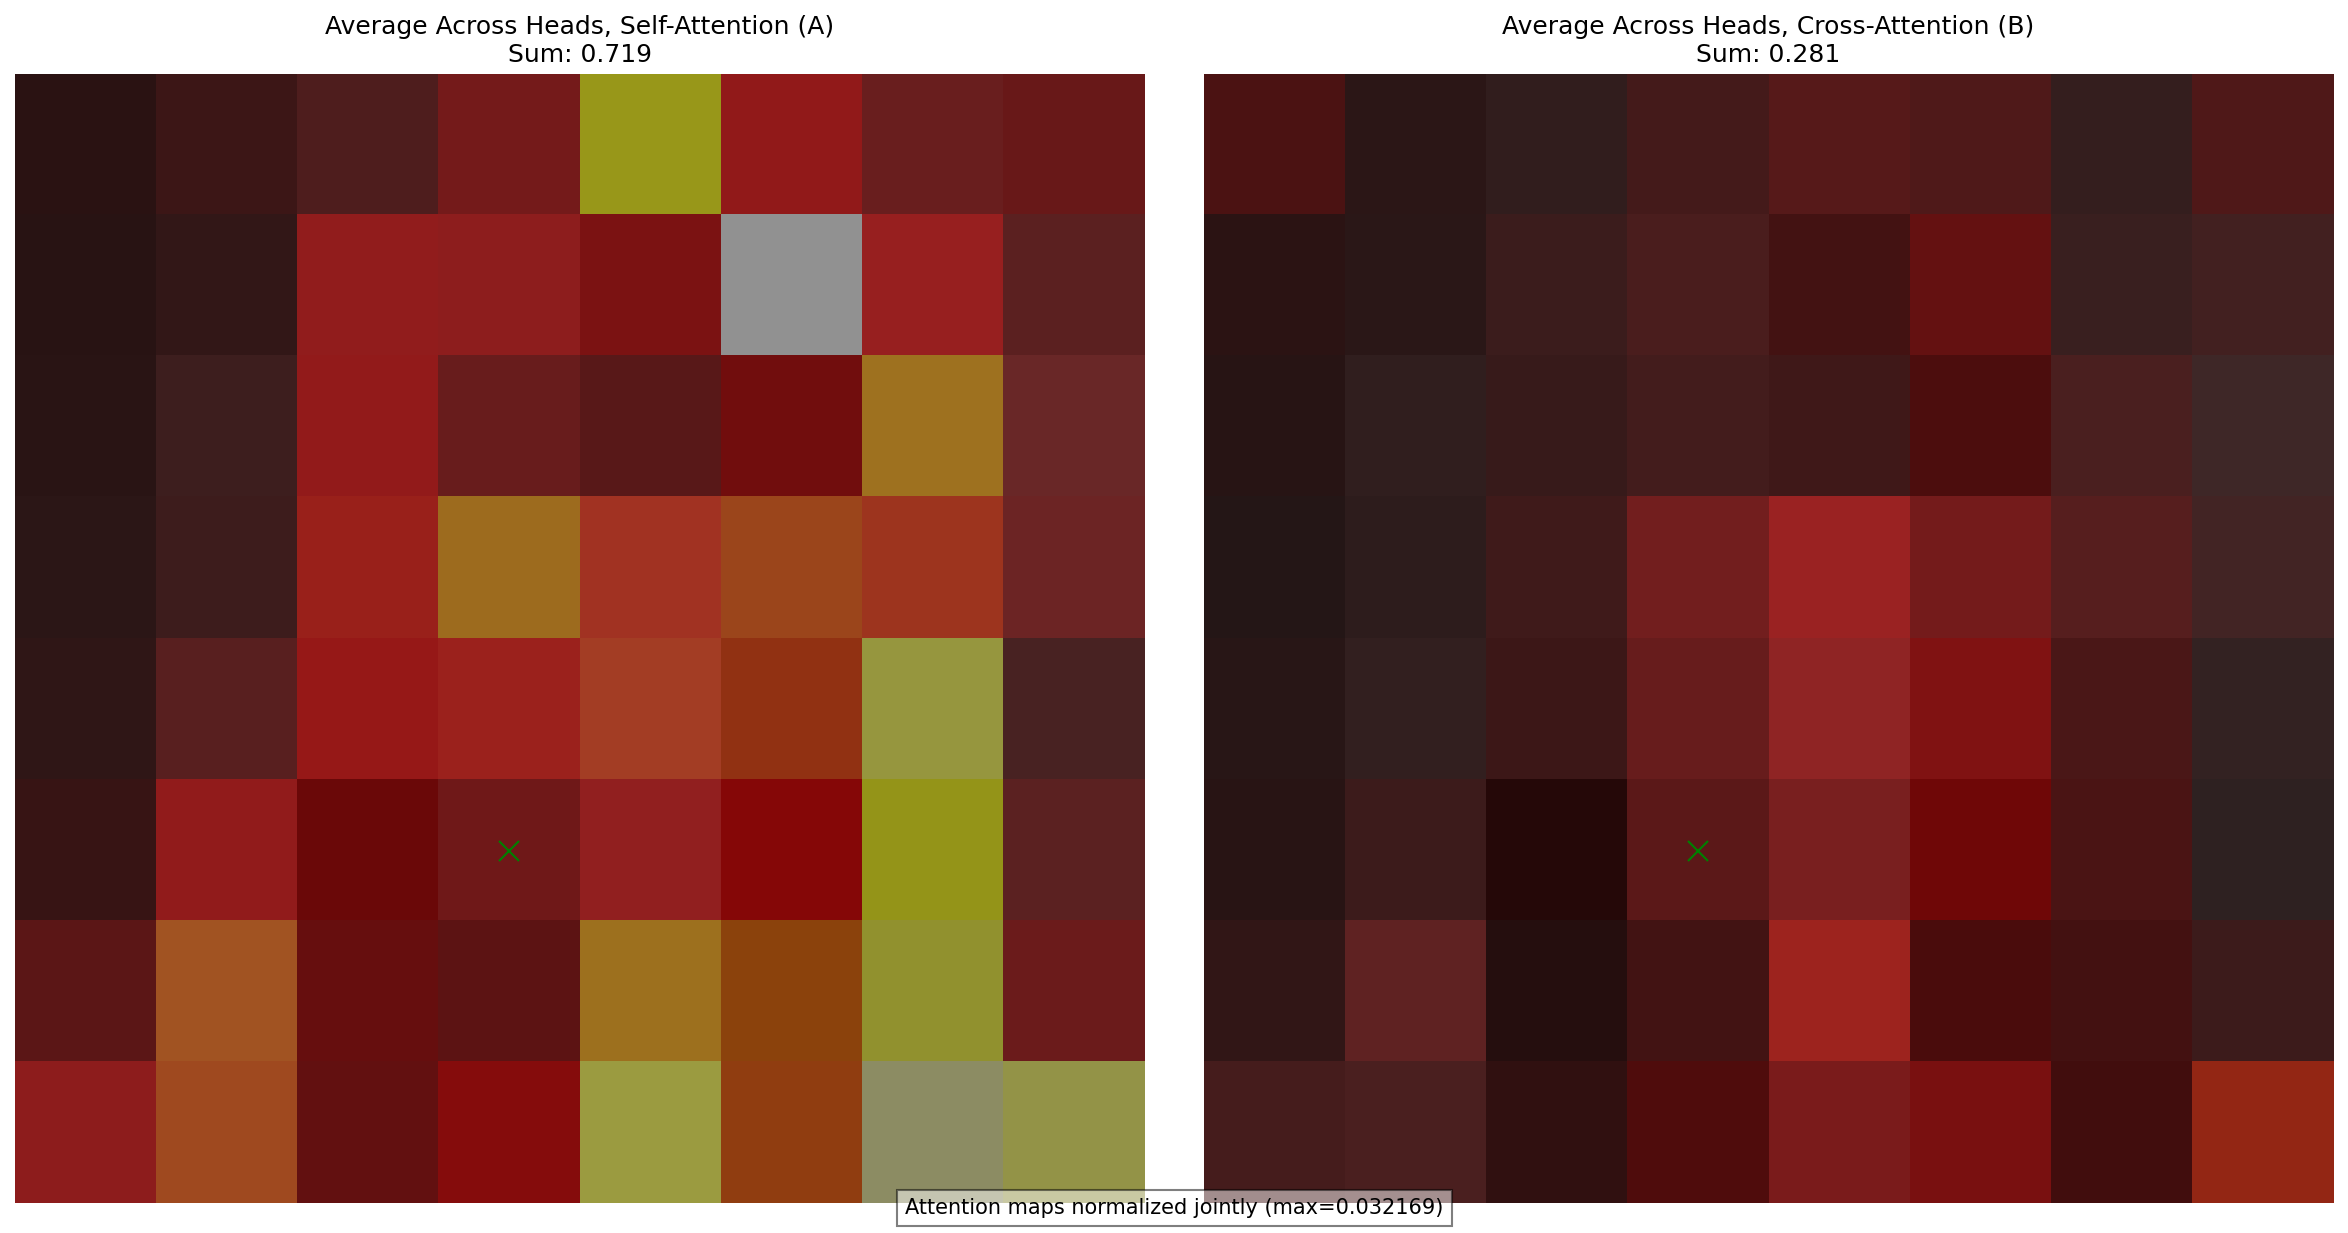 Average Across Heads, Self-Attention (A)
Sum: 0.719
Average Across Heads, Cross-Attention (B)
Sum: 0.281
Attention maps normalized jointly (max=0.032169)